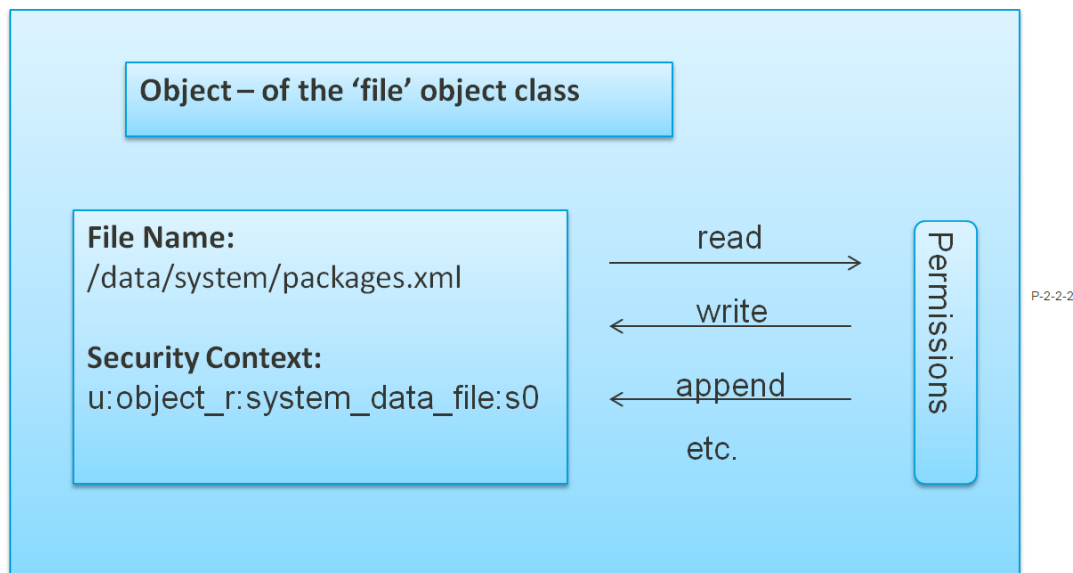 Object – of the ‘file’ object class
File Name:
/data/system/packages.xml
Security Context:
u:object_r:system_data_file:s0
read
write
append
etc.
Permissions
P-2-2-2